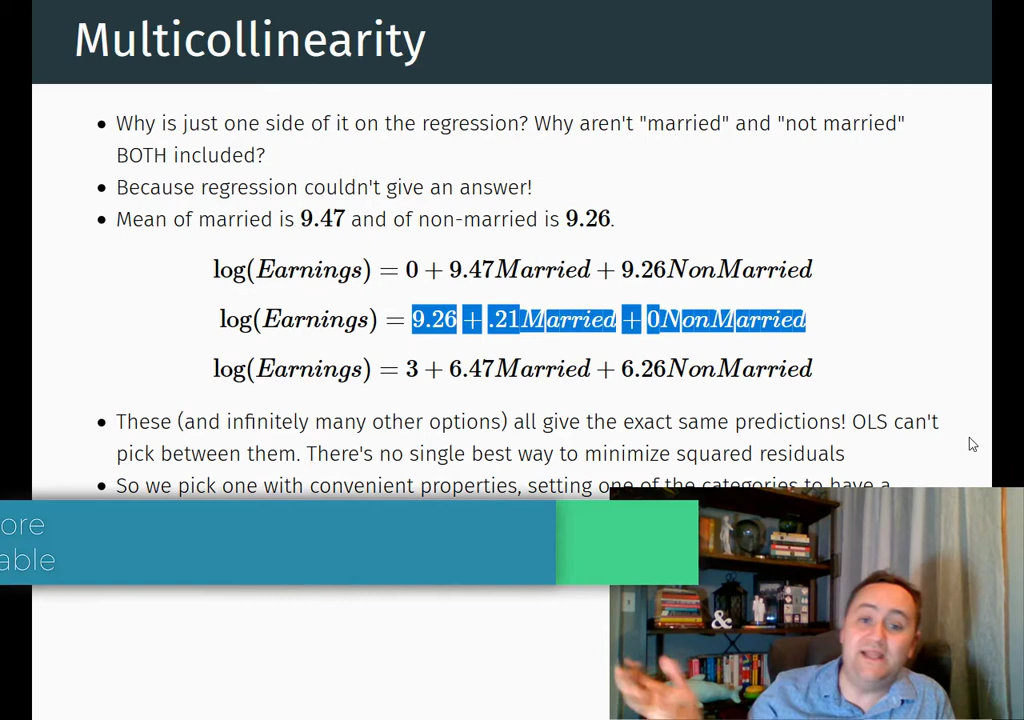 Multicollinearity
Why is just one side of it on the regression? Why aren't "married" and "not married"
BOTH included?
Because regression couldn't give an answer!
Mean of married is 9.47 and of non-married is 9.26.
log(Earnings) = 0 + 9.47Married + 9.26NonMarried
log(Earnings) = 9.26 + .21Married + 0NonMarried
log(Earnings) = 3 + 6.47Married + 6.26NonMarried
These (and infinitely many other options) all give the exact same predictions! OLS can't
pick between them. There's no single best way to minimize squared residuals
So we pick one with convenient properties, setting one of the categories to have a
ore
able
&